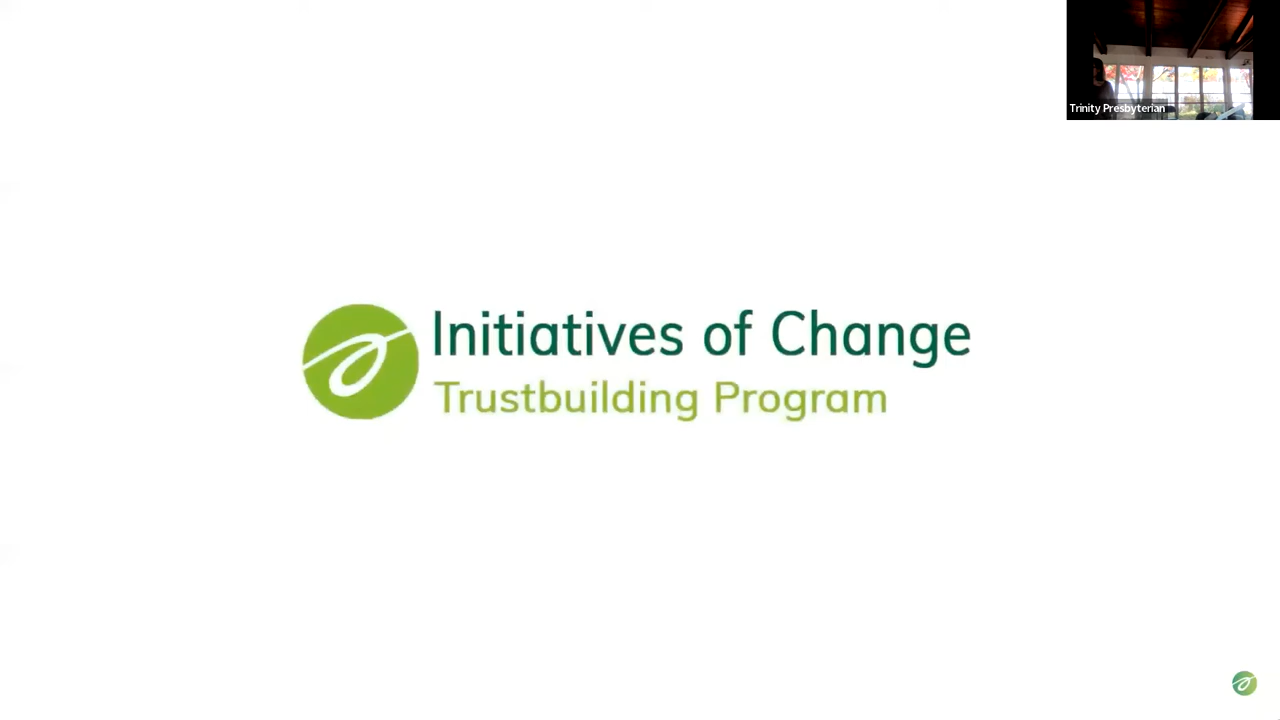 Trinity Presbyterian
Initiatives of Change
Trustbuilding Program